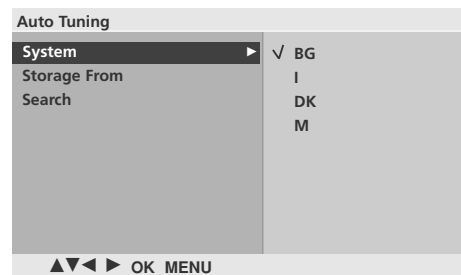 Auto Tuning
System ▶
Storage From
Search
√ BG
I
DK
M
▲▼◀ ▶ OK MENU